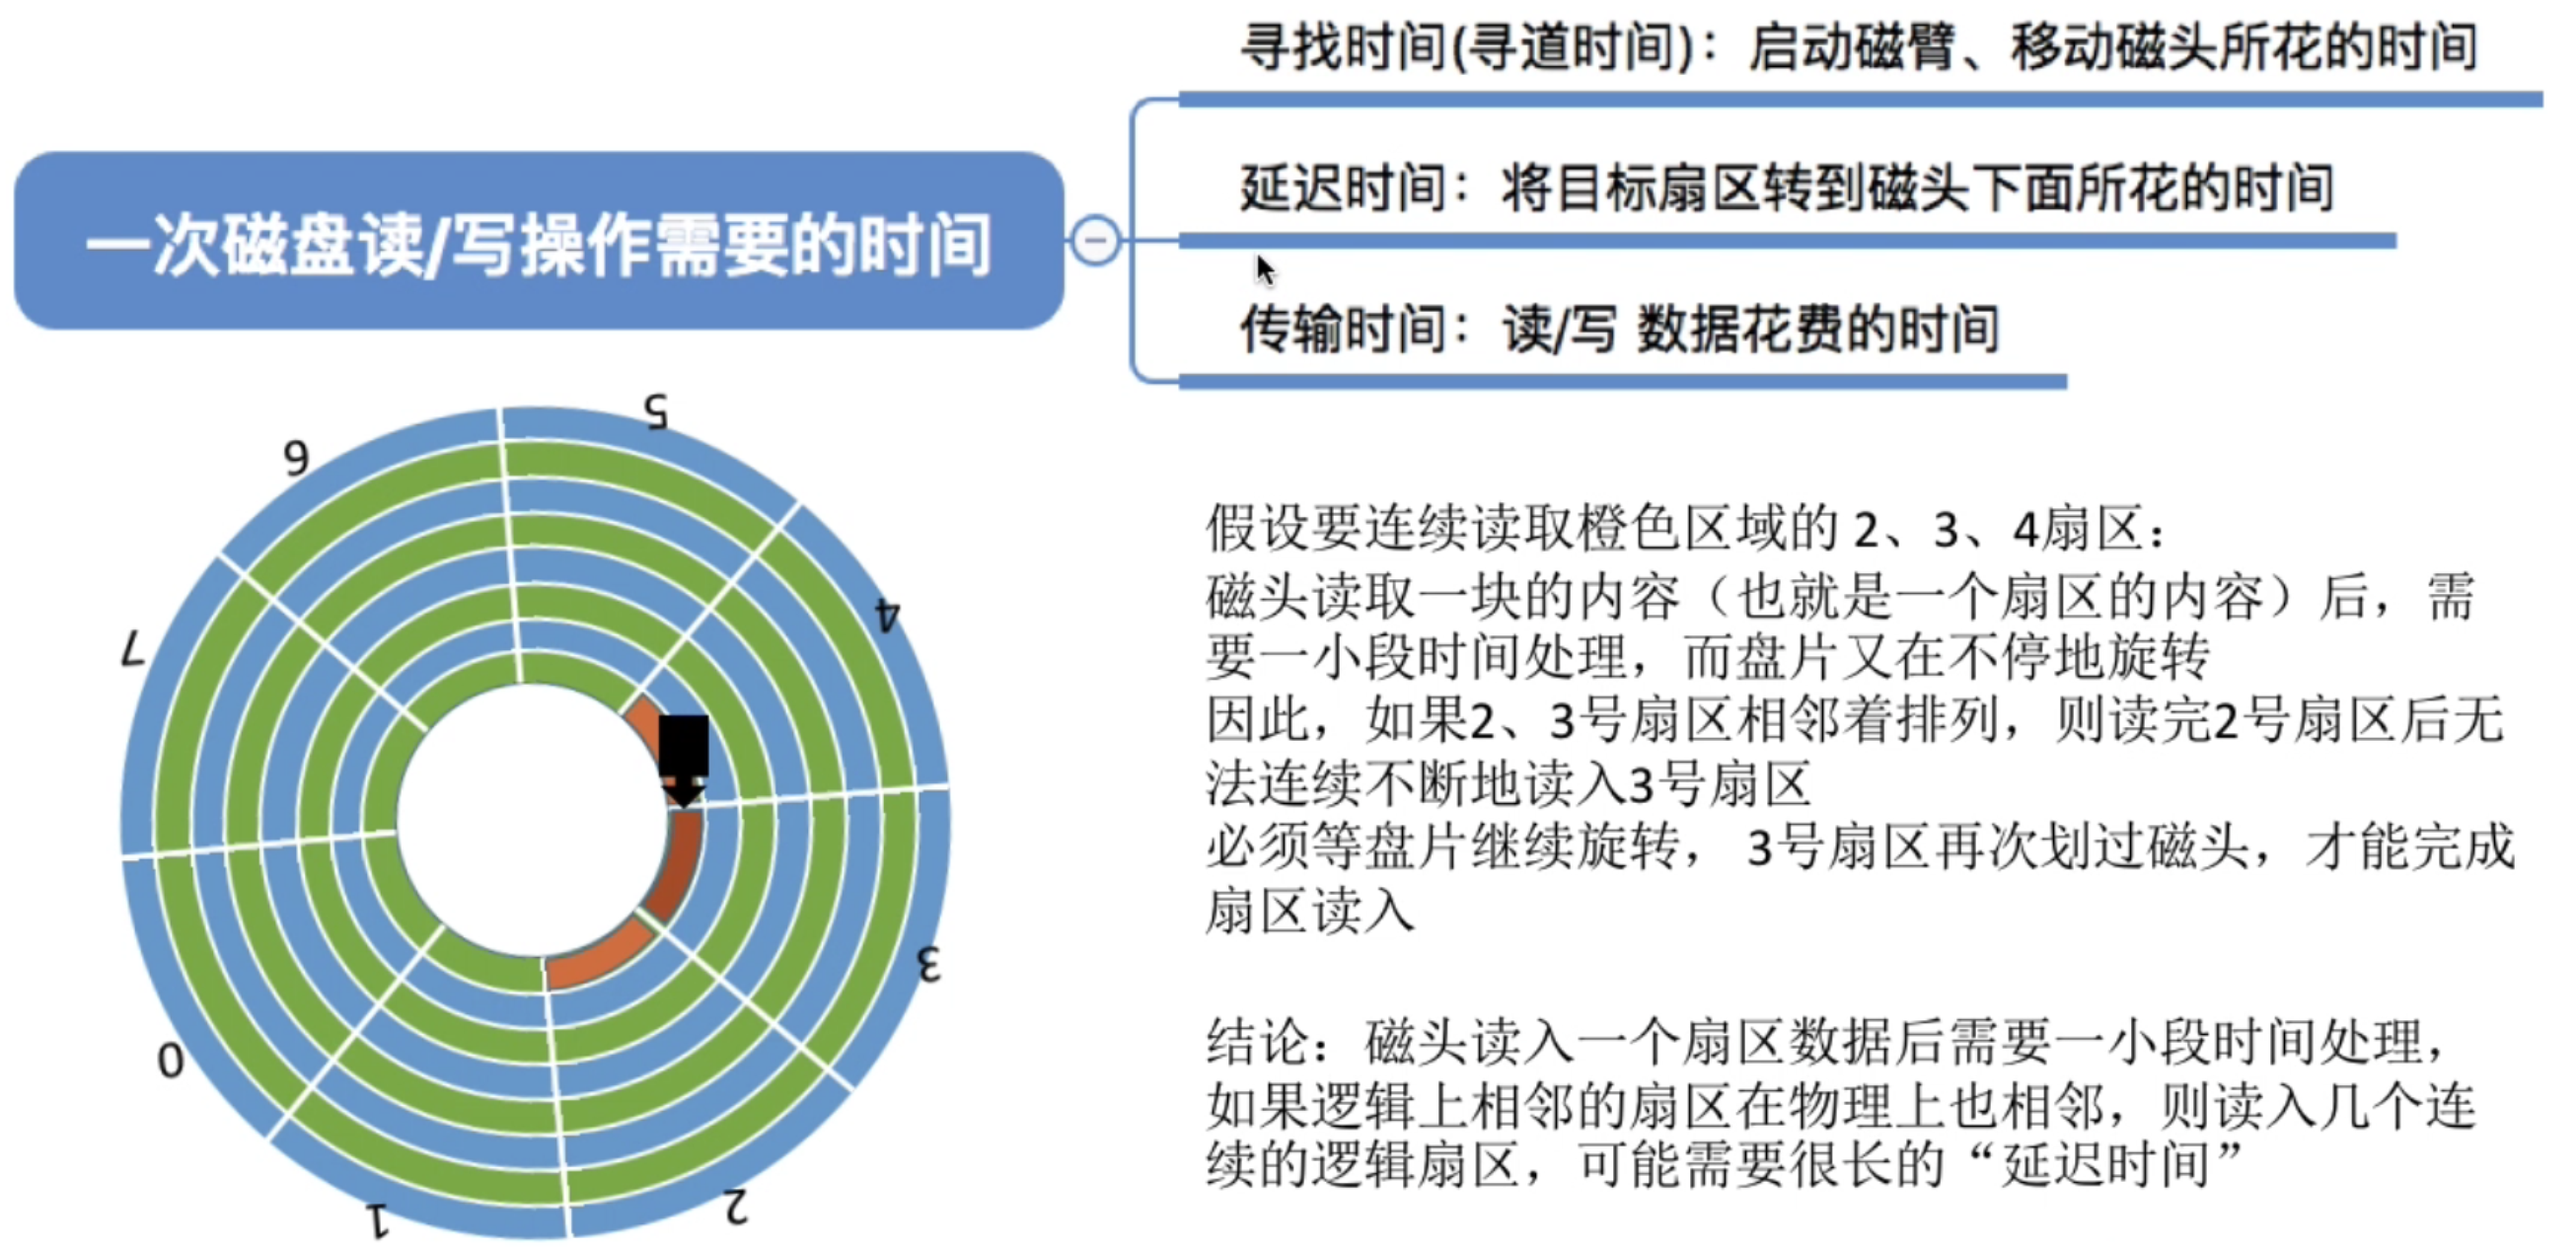 寻找时间(寻道时间)：启动磁臂、移动磁头所花的时间
延迟时间：将目标扇区转到磁头下面所花的时间
一次磁盘读/写操作需要的时间
传输时间：读/写 数据花费的时间
5
6
4
7
3
0
2
1
假设要连续读取橙色区域的 2、3、4扇区：
磁头读取一块的内容（也就是一个扇区的内容）后，需
要一小段时间处理，而盘片又在不停地旋转
因此，如果2、3号扇区相邻着排列，则读完2号扇区后无
法连续不断地读入3号扇区
必须等盘片继续旋转， 3号扇区再次划过磁头，才能完成
扇区读入
结论：磁头读入一个扇区数据后需要一小段时间处理，
如果逻辑上相邻的扇区在物理上也相邻，则读入几个连
续的逻辑扇区，可能需要很长的“延迟时间”